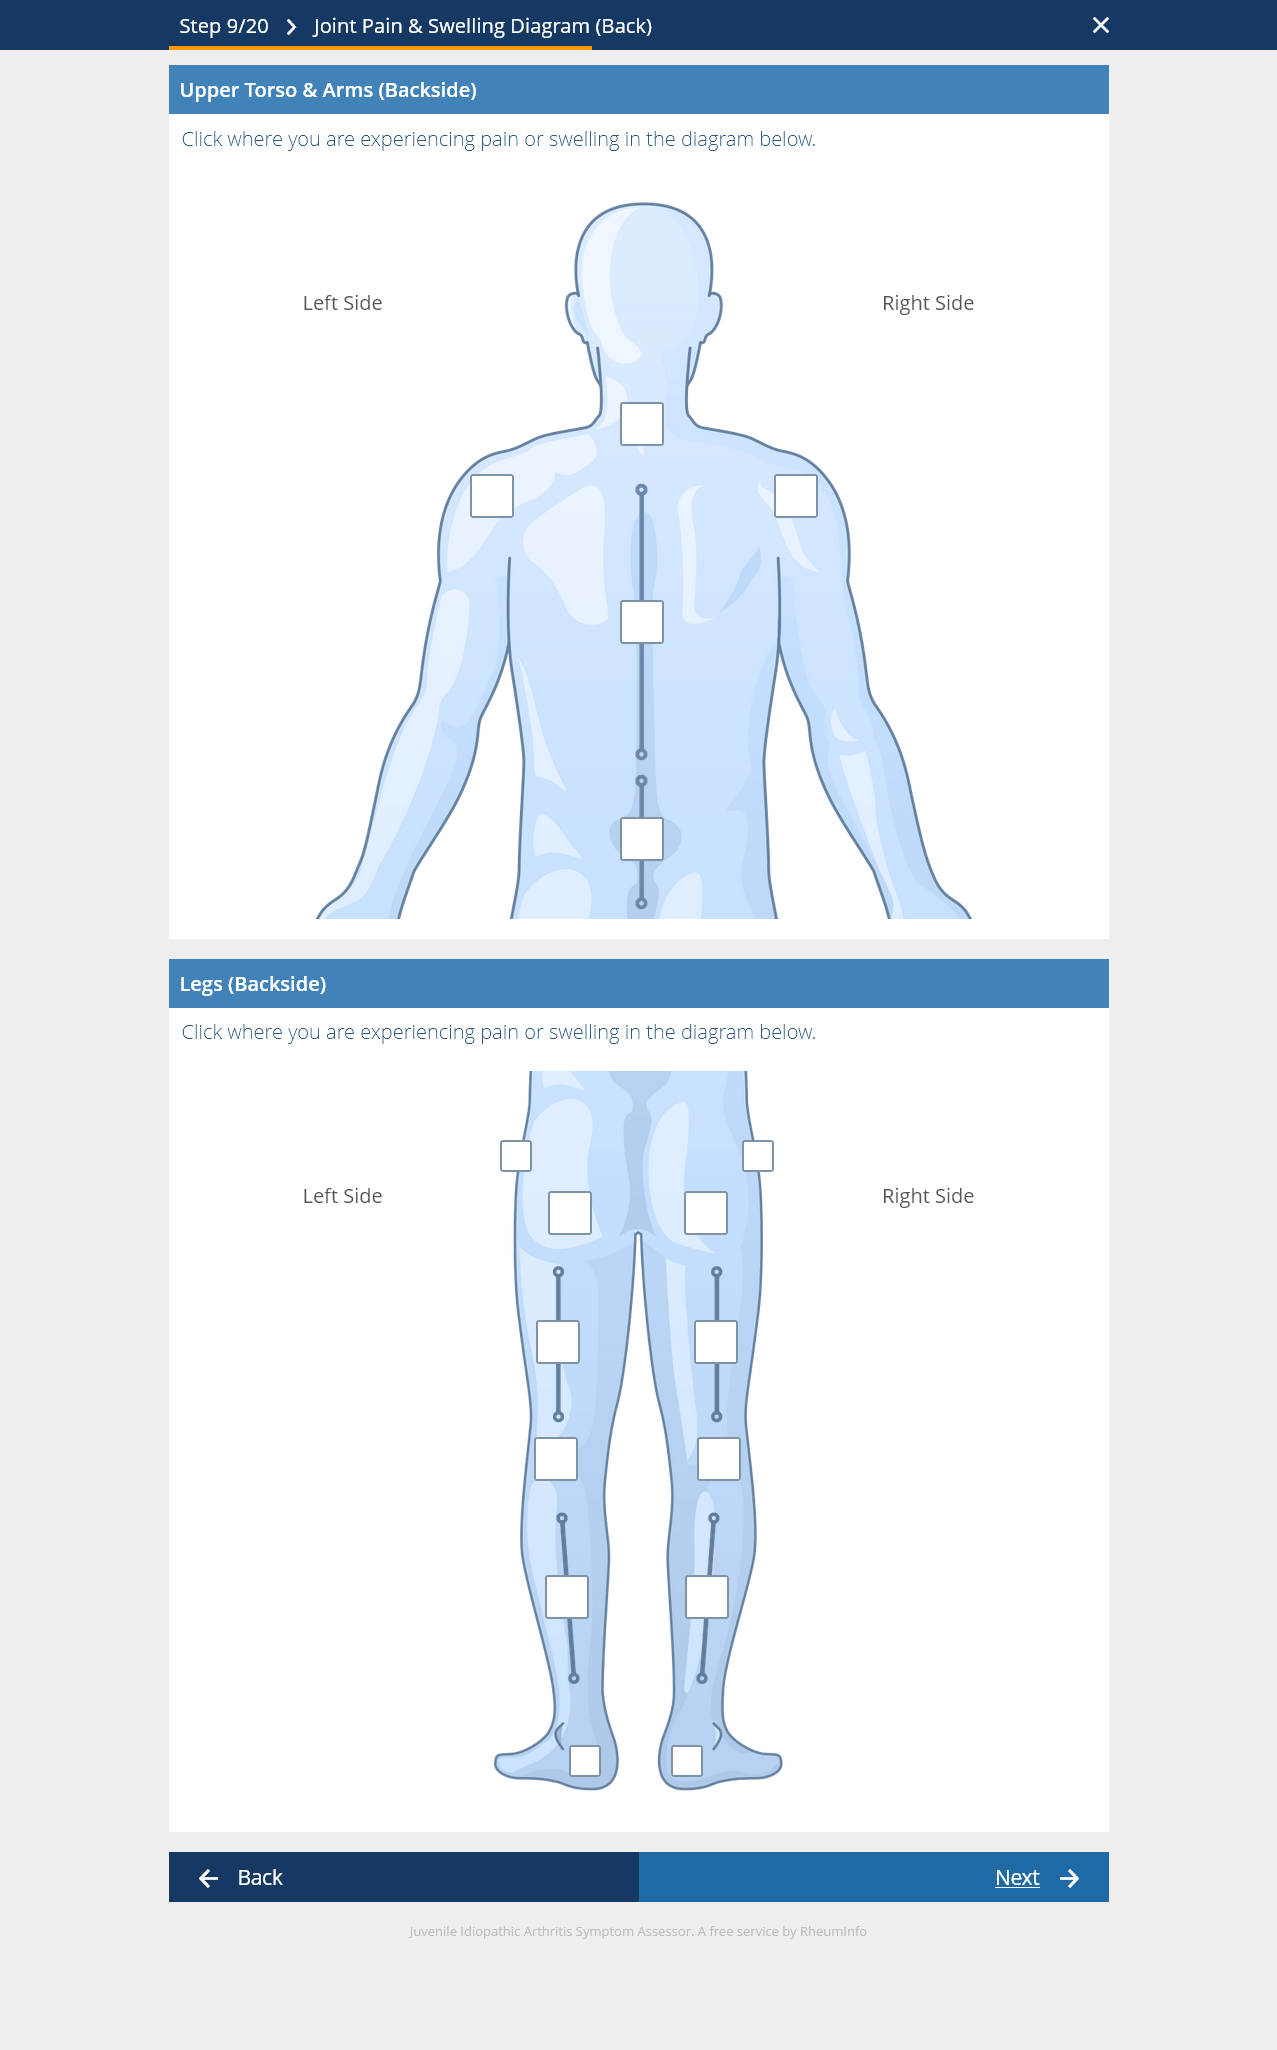 Step 9/20 Joint Pain & Swelling Diagram (Back)
Upper Torso & Arms (Backside)
Click where you are experiencing pain or swelling in the diagram below.
Left Side Right Side
Legs (Backside)
Click where you are experiencing pain or swelling in the diagram below.
Left Side Right Side
Back Next
Juvenile Idiopathic Arthritis Symptom Assessor. A free service by RheumInfo